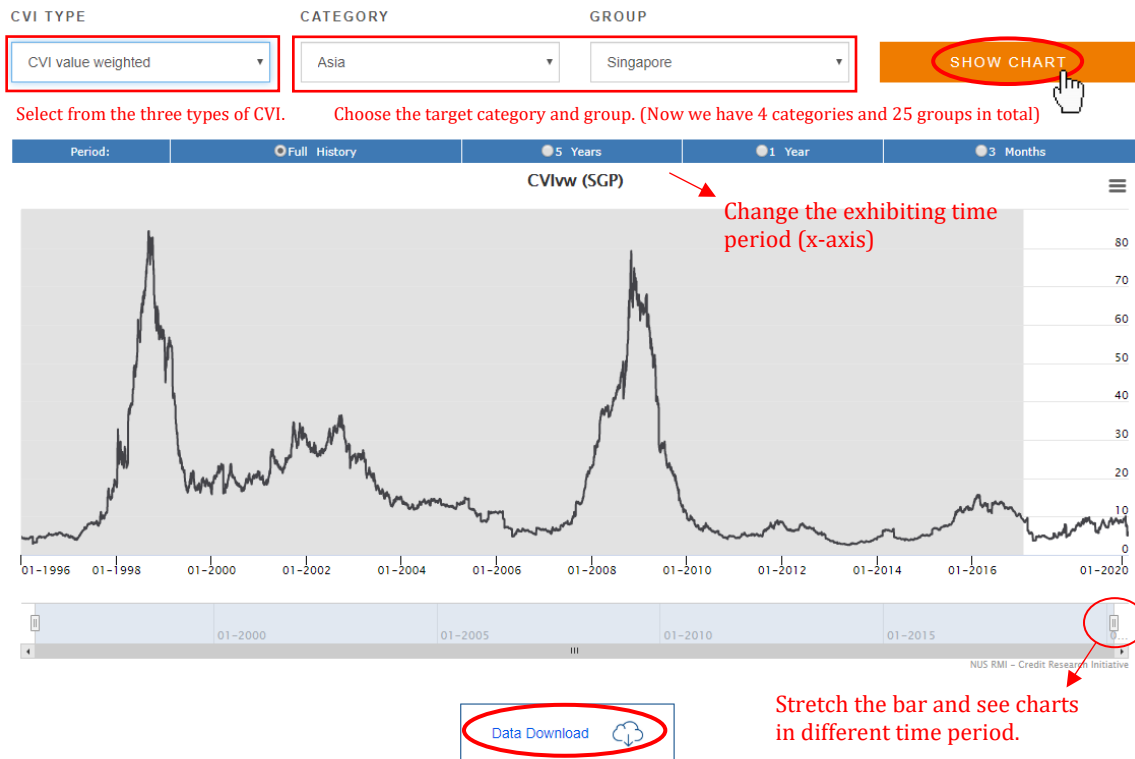 CVI TYPE CATEGORY GROUP
CVI value weighted Asia Singapore SHOW CHART
Select from the three types of CVI. Choose the target category and group. (Now we have 4 categories and 25 groups in total)
Period: Full History 5 Years 1 Year 3 Months
CVIvw (SGP)
Change the exhibiting time
period (x-axis)
80
70
60
50
40
30
20
10
0
01-1996 01-1998 01-2000 01-2002 01-2004 01-2006 01-2008 01-2010 01-2012 01-2014 01-2016 01-2020
01-2000 01-2005 01-2010 01-2015 0...
NUS RMI - Credit Research Initiative
Stretch the bar and see charts
in different time period.
Data Download